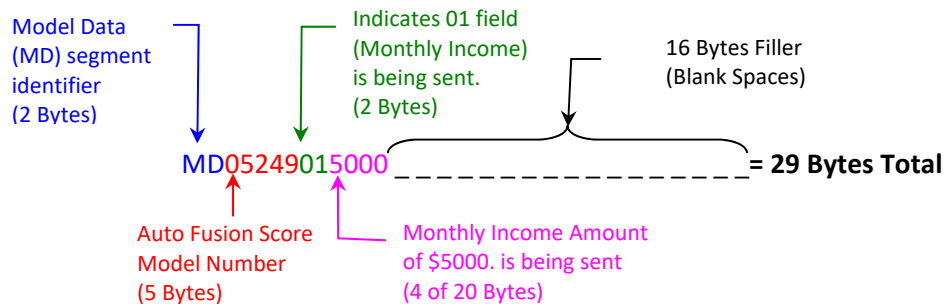 Model Data
(MD) segment
identifier
(2 Bytes)
Indicates 01 field
(Monthly Income)
is being sent.
(2 Bytes)
16 Bytes Filler
(Blank Spaces)
MD05249015000_ _ _ _ _ _ _ _ _ _ _ _ _ _ _ _= 29 Bytes Total
Auto Fusion Score
Model Number
(5 Bytes)
Monthly Income Amount
of $5000. is being sent
(4 of 20 Bytes)